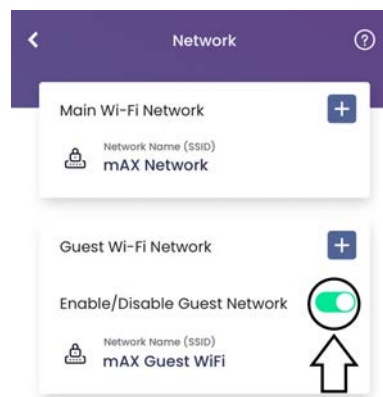 Network
Main Wi-Fi Network
Network Name (SSID)
mAX Network
Guest Wi-Fi Network
Enable/Disable Guest Network
Network Name (SSID)
mAX Guest WiFi